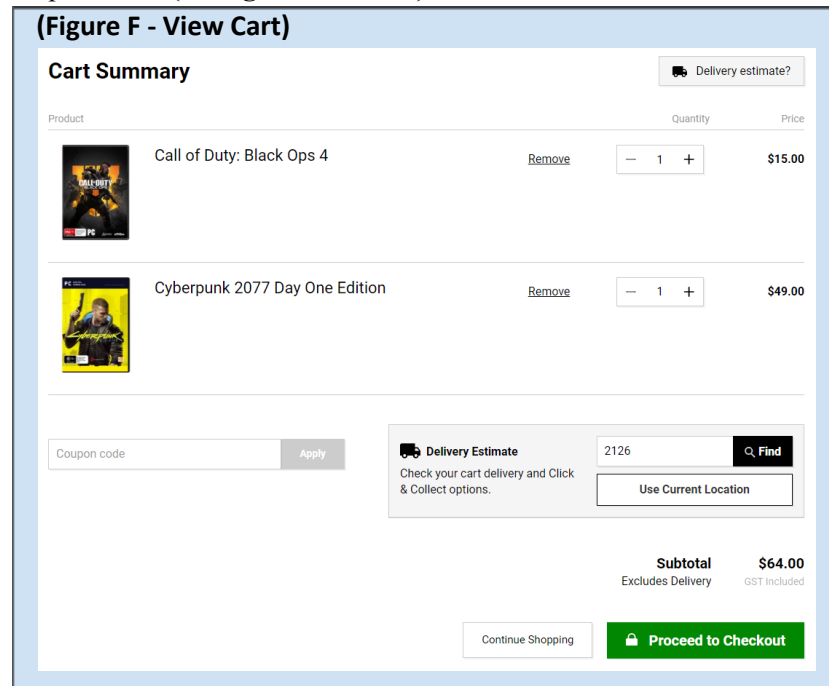 (Figure F - View Cart)
Cart Summary
Delivery estimate?
Product Quantity Price
Call of Duty: Black Ops 4
Remove
— 1 +
$15.00
CALL OF DUTY
BLACK OPS
PC
Cyberpunk 2077 Day One Edition
Remove
— 1 +
$49.00
PC
Cyberpunk
Coupon code
Apply
Delivery Estimate
Check your cart delivery and Click
& Collect options.
2126
Find
Use Current Location
Subtotal $64.00
Excludes Delivery GST Included
Continue Shopping
Proceed to Checkout